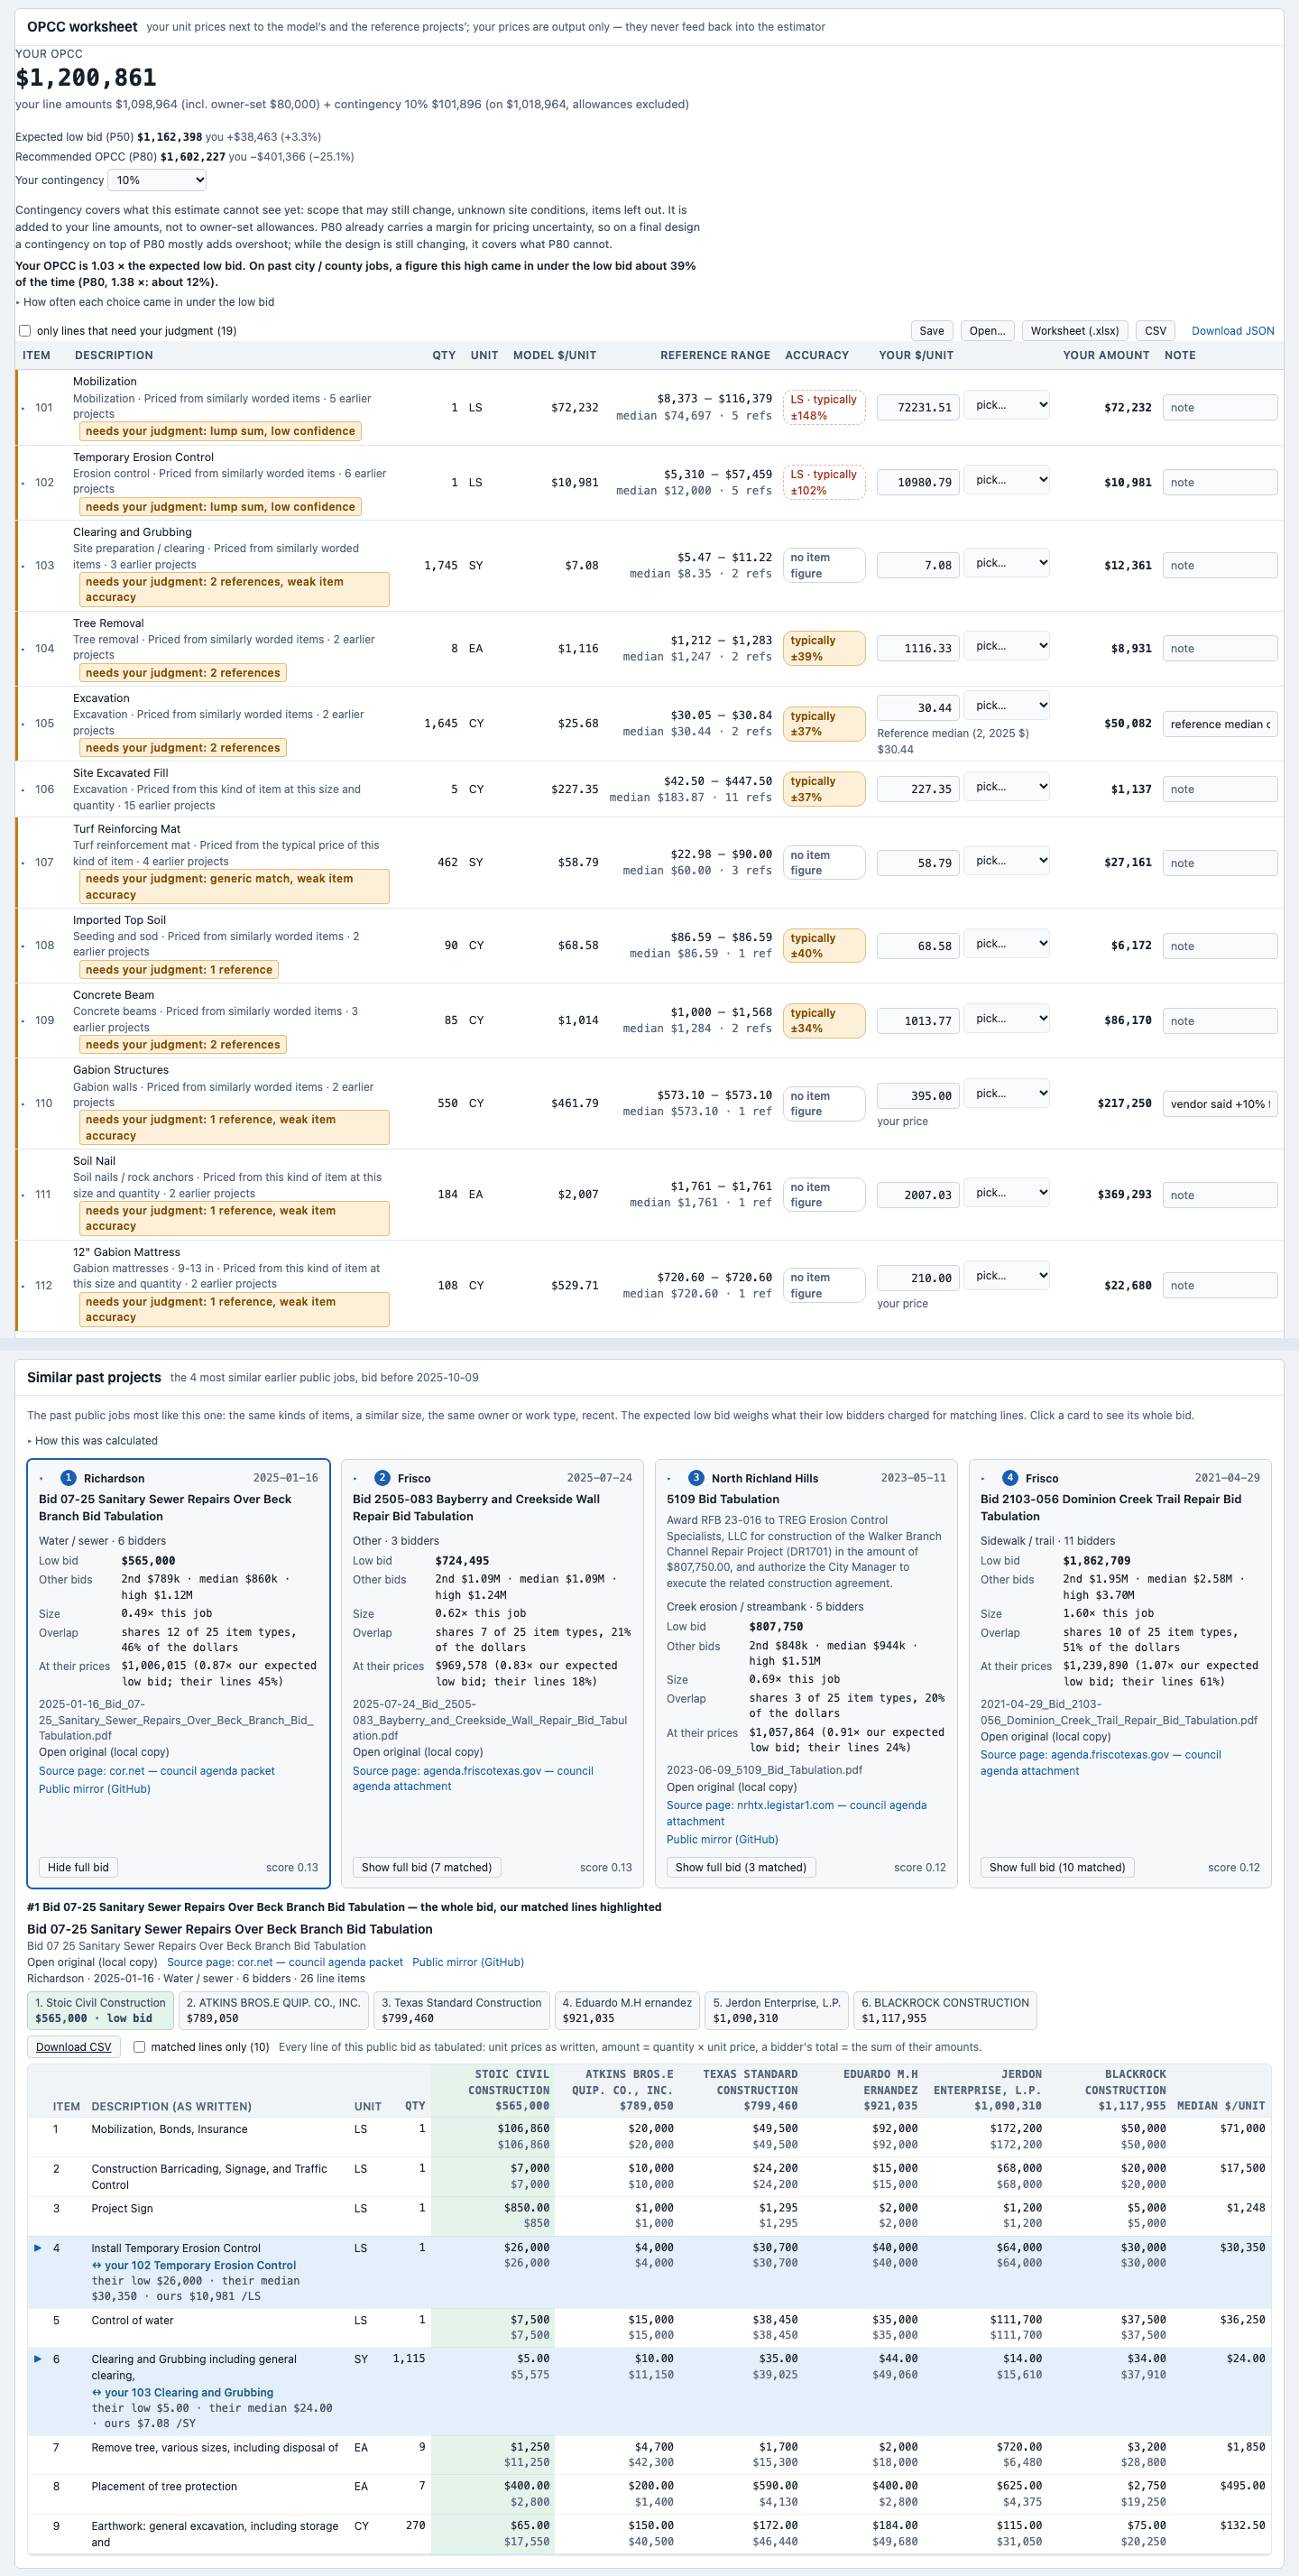 OPCC worksheet your unit prices next to the model's and the reference projects'; your prices are output only — they never feed back into the estimator
YOUR OPCC
$1,200,861
your line amounts $1,098,964 (incl. owner-set $80,000) + contingency 10% $101,896 (on $1,018,964, allowances excluded)
Expected low bid (P50) $1,162,398 you +$38,463 (+3.3%)
Recommended OPCC (P80) $1,602,227 you −$401,366 (−25.1%)
Your contingency 10%
Contingency covers what this estimate cannot see yet: scope that may still change, unknown site conditions, items left out. It is
added to your line amounts, not to owner-set allowances. P80 already carries a margin for pricing uncertainty, so on a final design
a contingency on top of P80 mostly adds overshoot; while the design is still changing, it covers what P80 cannot.
Your OPCC is 1.03 × the expected low bid. On past city / county jobs, a figure this high came in under the low bid about 39%
of the time (P80, 1.38 ×: about 12%).
How often each choice came in under the low bid
only lines that need your judgment (19) Save Open... Worksheet (.xlsx) CSV Download JSON
ITEM DESCRIPTION QTY UNIT MODEL $/UNIT REFERENCE RANGE ACCURACY YOUR $/UNIT YOUR AMOUNT NOTE
Mobilization
Mobilization · Priced from similarly worded items · 5 earlier
projects
needs your judgment: lump sum, low confidence
101 1 LS $72,232 $8,373 – $116,379 LS · typically 72231.51 pick... $72,232 note
median $74,697 · 5 refs ±148%
Temporary Erosion Control
Erosion control · Priced from similarly worded items · 6 earlier
projects
needs your judgment: lump sum, low confidence
102 1 LS $10,981 $5,310 – $57,459 LS · typically 10980.79 pick... $10,981 note
median $12,000 · 5 refs ±102%
Clearing and Grubbing
Site preparation / clearing · Priced from similarly worded
items · 3 earlier projects
needs your judgment: 2 references, weak item
accuracy
103 1,745 SY $7.08 $5.47 – $11.22 no item 7.08 pick... $12,361 note
median $8.35 · 2 refs figure
Tree Removal
Tree removal · Priced from similarly worded items · 2 earlier
projects
needs your judgment: 2 references
104 8 EA $1,116 $1,212 – $1,283 typically 1116.33 pick... $8,931 note
median $1,247 · 2 refs ±39%
Excavation
Excavation · Priced from similarly worded items · 2 earlier
projects
needs your judgment: 2 references
105 1,645 CY $25.68 $30.05 – $30.84 typically 30.44 pick... $50,082 reference median
median $30.44 · 2 refs ±37% Reference median (2, 2025 $)
$30.44
Site Excavated Fill
Excavation · Priced from this kind of item at this size and
quantity · 15 earlier projects
106 5 CY $227.35 $42.50 – $447.50 typically 227.35 pick... $1,137 note
median $183.87 · 11 refs ±37%
Turf Reinforcing Mat
Turf reinforcement mat · Priced from the typical price of this
kind of item · 4 earlier projects
needs your judgment: generic match, weak item
accuracy
107 462 SY $58.79 $22.98 – $90.00 no item 58.79 pick... $27,161 note
median $60.00 · 3 refs figure
Imported Top Soil
Seeding and sod · Priced from similarly worded items · 2
earlier projects
needs your judgment: 1 reference
108 90 CY $68.58 $86.59 – $86.59 typically 68.58 pick... $6,172 note
median $86.59 · 1 ref ±40%
Concrete Beam
Concrete beams · Priced from similarly worded items · 3
earlier projects
needs your judgment: 2 references
109 85 CY $1,014 $1,000 – $1,568 typically 1013.77 pick... $86,170 note
median $1,284 · 2 refs ±34%
Gabion Structures
Gabion walls · Priced from similarly worded items · 2 earlier
projects
needs your judgment: 1 reference, weak item
accuracy
110 550 CY $461.79 $573.10 – $573.10 no item 395.00 pick... $217,250 vendor said +10%
median $573.10 · 1 ref figure your price
Soil Nail
Soil nails / rock anchors · Priced from this kind of item at this
size and quantity · 2 earlier projects
needs your judgment: 1 reference, weak item
accuracy
111 184 EA $2,007 $1,761 – $1,761 no item 2007.03 pick... $369,293 note
median $1,761 · 1 ref figure
12" Gabion Mattress
Gabion mattresses · 9-13 in · Priced from this kind of item at
this size and quantity · 2 earlier projects
needs your judgment: 1 reference, weak item
accuracy
112 108 CY $529.71 $720.60 – $720.60 no item 210.00 pick... $22,680 note
median $720.60 · 1 ref figure your price
Similar past projects the 4 most similar earlier public jobs, bid before 2025-10-09
The past public jobs most like this one: the same kinds of items, a similar size, the same owner or work type, recent. The expected low bid weighs what their low bidders charged for matching lines. Click a card to see its whole bid.
How this was calculated
1 Richardson 2025-01-16
Bid 07-25 Sanitary Sewer Repairs Over Beck
Branch Bid Tabulation
Water / sewer · 6 bidders
Low bid $565,000
Other bids 2nd $789k · median $860k ·
high $1.12M
Size 0.49× this job
Overlap shares 12 of 25 item types,
46% of the dollars
At their prices $1,006,015 (0.87× our expected
low bid; their lines 45%)
2025-01-16_Bid_07-
25_Sanitary_Sewer_Repairs_Over_Beck_Branch_Bid_
Tabulation.pdf
Open original (local copy)
Source page: cor.net — council agenda packet
Public mirror (GitHub)
Hide full bid score 0.13
2 Frisco 2025-07-24
Bid 2505-083 Bayberry and Creekside Wall
Repair Bid Tabulation
Other · 3 bidders
Low bid $724,495
Other bids 2nd $1.09M · median $1.09M ·
high $1.24M
Size 0.62× this job
Overlap shares 7 of 25 item types, 21%
of the dollars
At their prices $969,578 (0.83× our expected
low bid; their lines 18%)
2025-07-24_Bid_2505-
083_Bayberry_and_Creekside_Wall_Repair_Bid_Tabul
ation.pdf
Open original (local copy)
Source page: agenda.friscotexas.gov — council
agenda attachment
Show full bid (7 matched) score 0.13
3 North Richland Hills 2023-05-11
5109 Bid Tabulation
Award RFB 23-016 to TREG Erosion Control
Specialists, LLC for construction of the Walker Branch
Channel Repair Project (DR1701) in the amount of
$807,750.00, and authorize the City Manager to
execute the related construction agreement.
Creek erosion / streambank · 5 bidders
Low bid $807,750
Other bids 2nd $848k · median $944k ·
high $1.51M
Size 0.69× this job
Overlap shares 3 of 25 item types, 20%
of the dollars
At their prices $1,057,864 (0.91× our expected
low bid; their lines 24%)
2023-06-09_5109_Bid_Tabulation.pdf
Open original (local copy)
Source page: nrhtx.legistar1.com — council agenda
attachment
Public mirror (GitHub)
Show full bid (3 matched) score 0.12
4 Frisco 2021-04-29
Bid 2103-056 Dominion Creek Trail Repair Bid
Tabulation
Sidewalk / trail · 11 bidders
Low bid $1,862,709
Other bids 2nd $1.95M · median $2.58M ·
high $3.70M
Size 1.60× this job
Overlap shares 10 of 25 item types,
51% of the dollars
At their prices $1,239,890 (1.07× our expected
low bid; their lines 61%)
2021-04-29_Bid_2103-
056_Dominion_Creek_Trail_Repair_Bid_Tabulation.pdf
Open original (local copy)
Source page: agenda.friscotexas.gov — council
agenda attachment
Show full bid (10 matched) score 0.12
#1 Bid 07-25 Sanitary Sewer Repairs Over Beck Branch Bid Tabulation — the whole bid, our matched lines highlighted
Bid 07-25 Sanitary Sewer Repairs Over Beck Branch Bid Tabulation
Bid 07 25 Sanitary Sewer Repairs Over Beck Branch Bid Tabulation
Open original (local copy) Source page: cor.net — council agenda packet Public mirror (GitHub)
Richardson · 2025-01-16 · Water / sewer · 6 bidders · 26 line items
1. Stoic Civil Construction 2. ATKINS BROS.E QUIP. CO., INC. 3. Texas Standard Construction 4. Eduardo M.H ernandez 5. Jerdon Enterprise, L.P. 6. BLACKROCK CONSTRUCTION
$565,000 · low bid $789,050 $799,460 $921,035 $1,090,310 $1,117,955
Download CSV matched lines only (10) Every line of this public bid as tabulated: unit prices as written, amount = quantity × unit price, a bidder's total = the sum of their amounts.
STOIC CIVIL ATKINS BROS.E TEXAS STANDARD EDUARDO M.H JERDON BLACKROCK
CONSTRUCTION QUIP. CO., INC. CONSTRUCTION ERNANDEZ ENTERPRISE, L.P. CONSTRUCTION
ITEM DESCRIPTION (AS WRITTEN) UNIT QTY $565,000 $789,050 $799,460 $921,035 $1,090,310 $1,117,955 MEDIAN $/UNIT
1 Mobilization, Bonds, Insurance LS 1 $106,860 $20,000 $49,500 $92,000 $172,200 $50,000 $71,000
$106,860 $20,000 $49,500 $92,000 $172,200 $50,000
2 Construction Barricading, Signage, and Traffic LS 1 $7,000 $10,000 $24,200 $15,000 $68,000 $20,000 $17,500
Control $7,000 $10,000 $24,200 $15,000 $68,000 $20,000
3 Project Sign LS 1 $850.00 $1,000 $1,295 $2,000 $1,200 $5,000 $1,248
$850 $1,000 $1,295 $2,000 $1,200 $5,000
4 Install Temporary Erosion Control LS 1 $26,000 $4,000 $30,700 $40,000 $64,000 $30,000 $30,350
↔ your 102 Temporary Erosion Control $26,000 $4,000 $30,700 $40,000 $64,000 $30,000
their low $26,000 · their median
$30,350 · ours $10,981 /LS
5 Control of water LS 1 $7,500 $15,000 $38,450 $35,000 $111,700 $37,500 $36,250
$7,500 $15,000 $38,450 $35,000 $111,700 $37,500
6 Clearing and Grubbing including general SY 1,115 $5.00 $10.00 $35.00 $44.00 $14.00 $34.00 $24.00
clearing, $5,575 $11,150 $39,025 $49,060 $15,610 $37,910
↔ your 103 Clearing and Grubbing
their low $5.00 · their median $24.00
· ours $7.08 /SY
7 Remove tree, various sizes, including disposal of EA 9 $1,250 $4,700 $1,700 $2,000 $720.00 $3,200 $1,850
$11,250 $42,300 $15,300 $18,000 $6,480 $28,800
8 Placement of tree protection EA 7 $400.00 $200.00 $590.00 $400.00 $625.00 $2,750 $495.00
$2,800 $1,400 $4,130 $2,800 $4,375 $19,250
9 Earthwork: general excavation, including storage CY 270 $65.00 $150.00 $172.00 $184.00 $115.00 $75.00 $132.50
and $17,550 $40,500 $46,440 $49,680 $31,050 $20,250